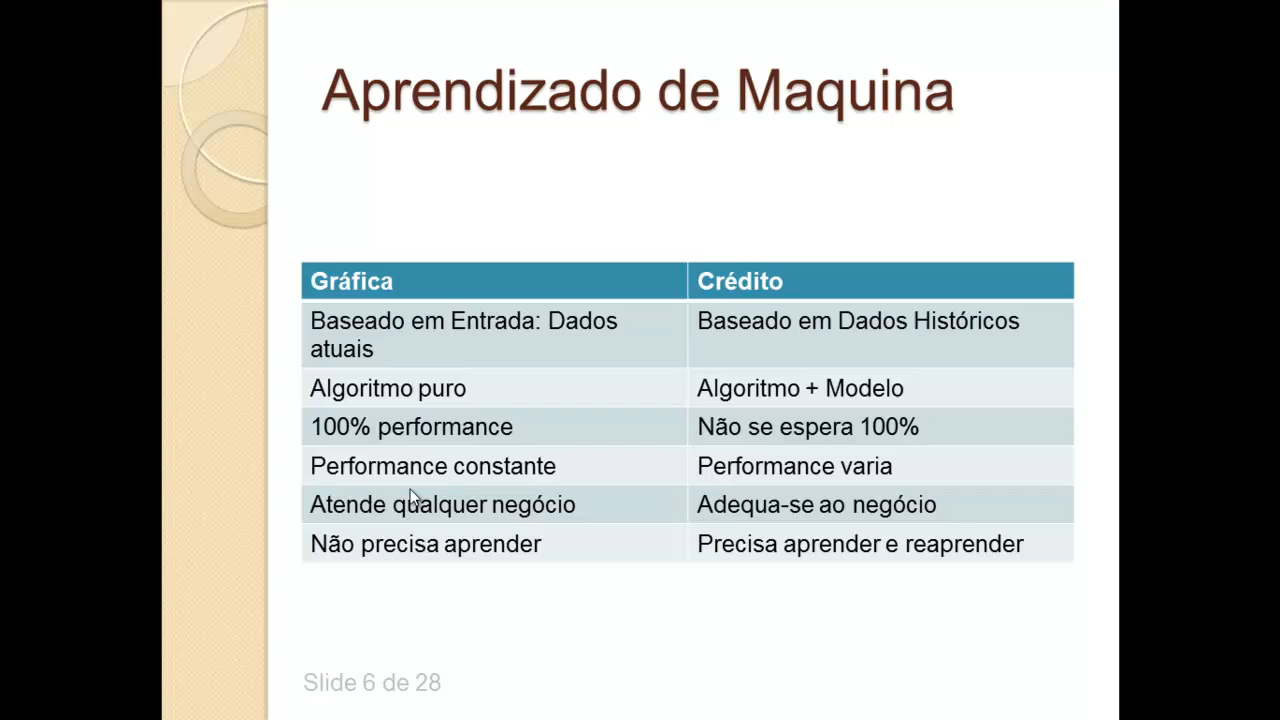 Aprendizado de Maquina
Gráfica
Crédito
Baseado em Entrada: Dados
atuais
Baseado em Dados Históricos
Algoritmo puro
Algoritmo + Modelo
100% performance
Não se espera 100%
Performance constante
Performance varia
Atende qualquer negócio
Adequa-se ao negócio
Não precisa aprender
Precisa aprender e reaprender
Slide 6 de 28